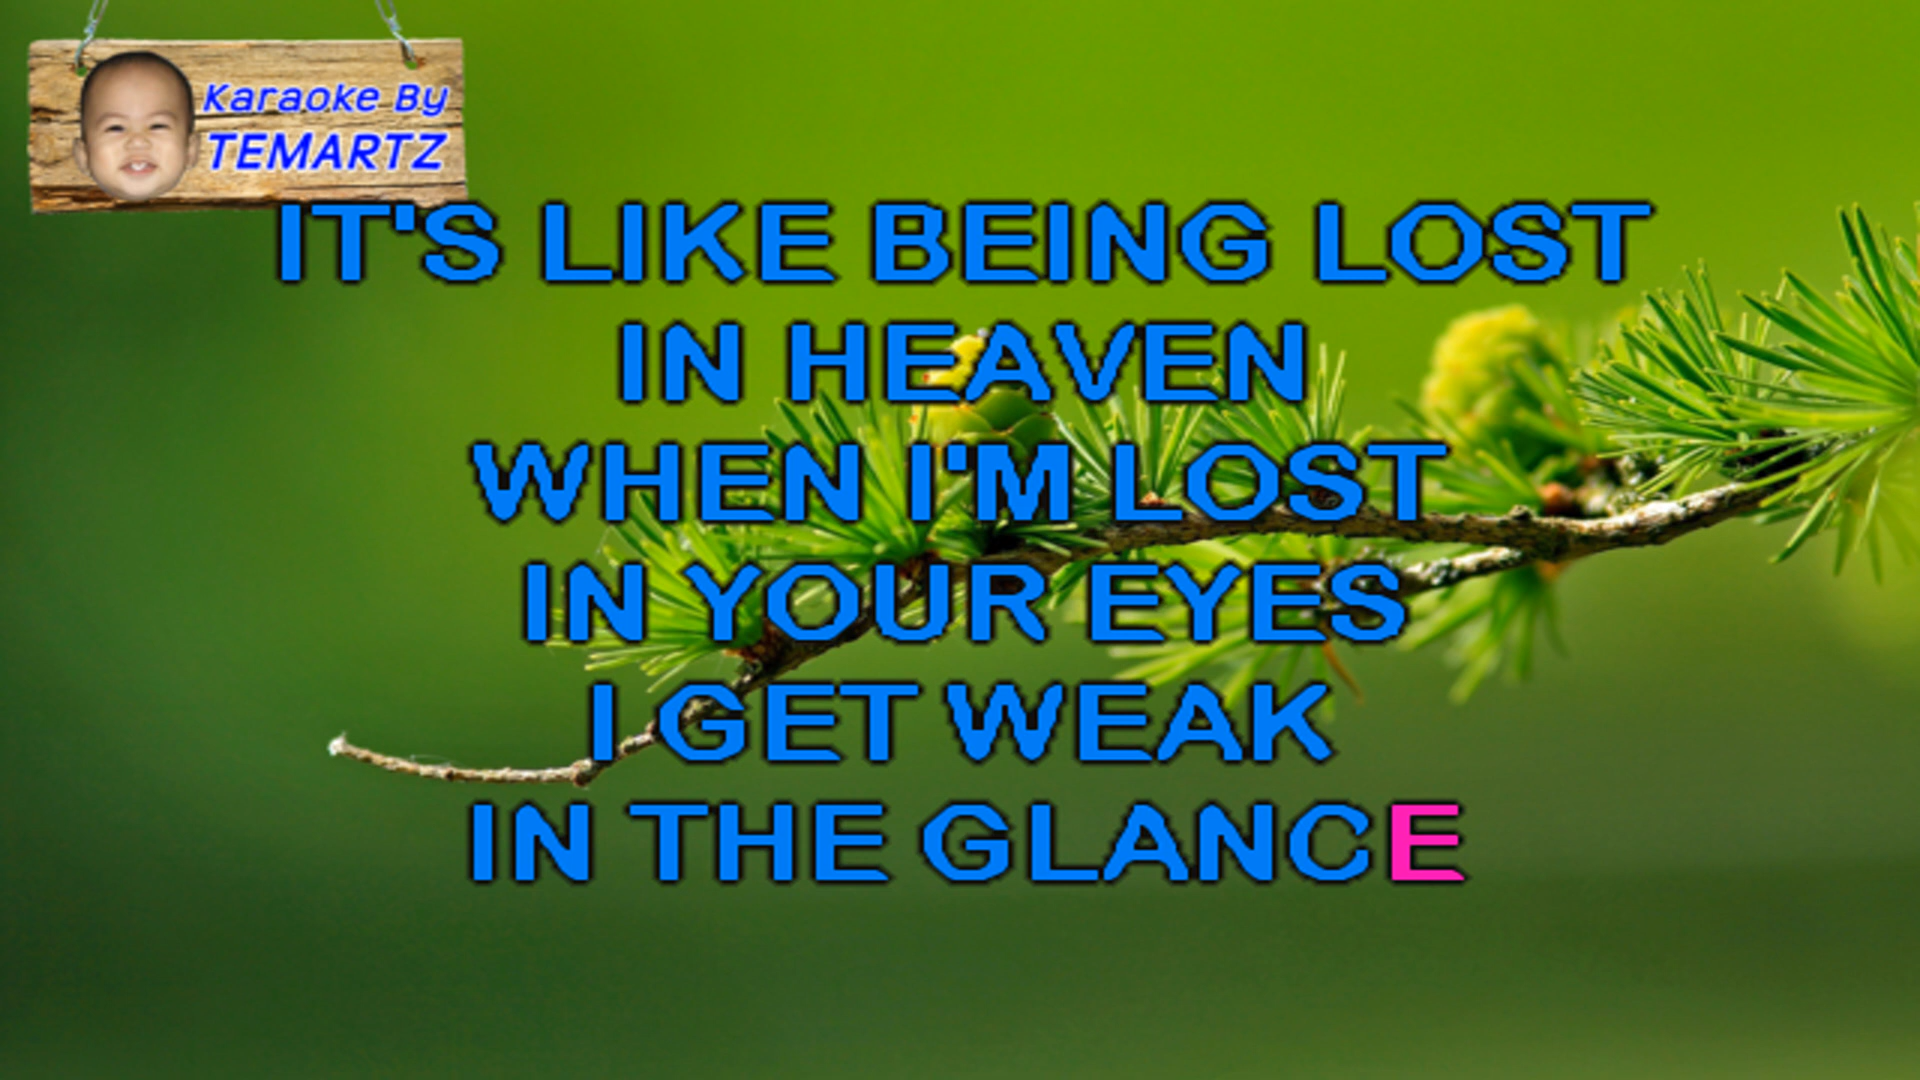 Karaoke By
TEMARTZ
IT'S LIKE BEING LOST
IN HEAVEN
WHEN I'M LOST
IN YOUR EYES
I GET WEAK
IN THE GLANCE